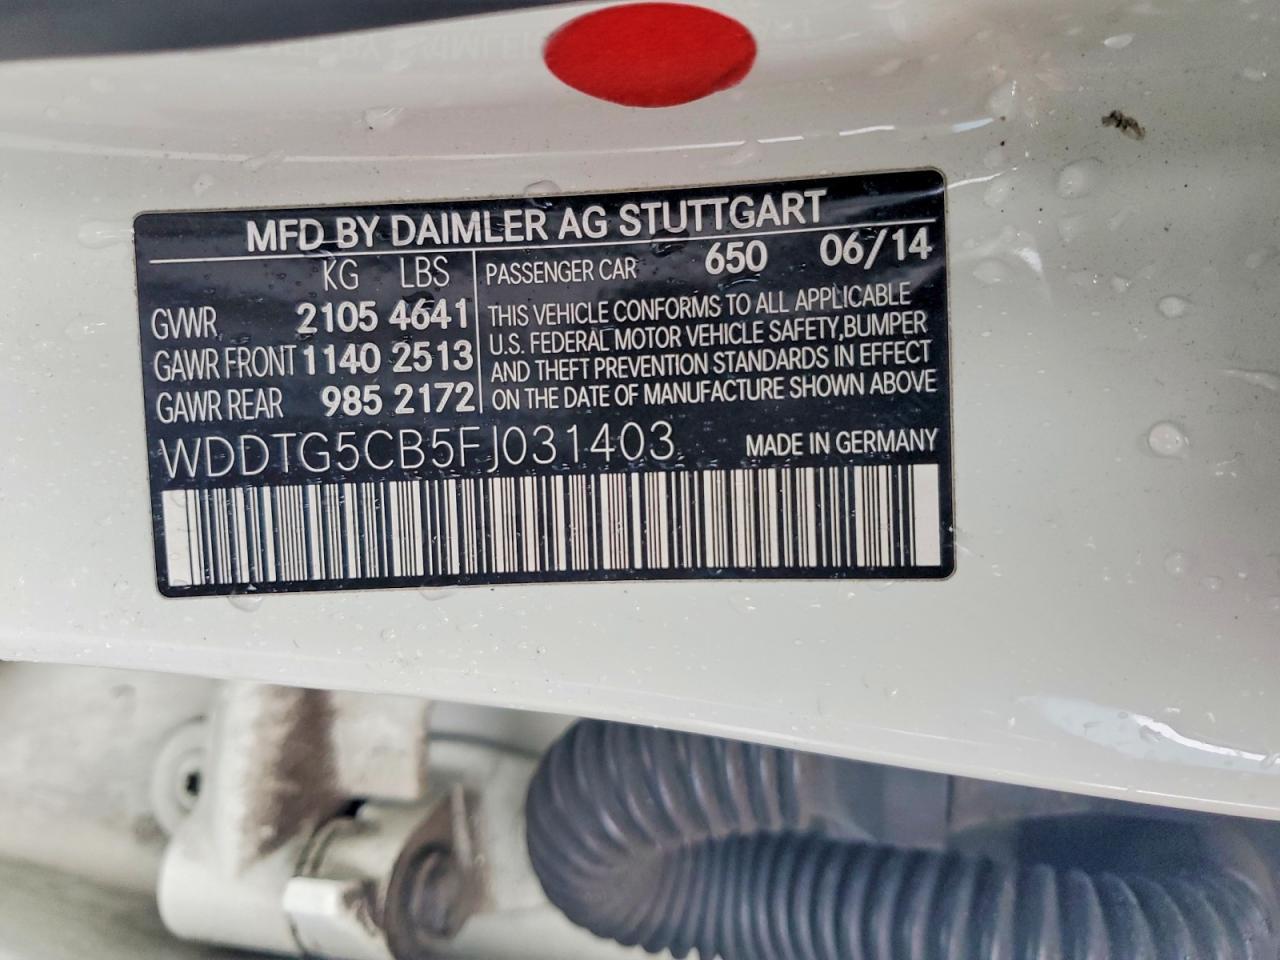 MFD BY DAIMLER AG STUTTGART
KG LBS
GVWR 2105 4641
GAWR FRONT 1140 2513
GAWR REAR 985 2172
PASSENGER CAR 650 06/14
THIS VEHICLE CONFORMS TO ALL APPLICABLE
U.S. FEDERAL MOTOR VEHICLE SAFETY,BUMPER
AND THEFT PREVENTION STANDARDS IN EFFECT
ON THE DATE OF MANUFACTURE SHOWN ABOVE
WDDTG5CB5FJ031403 MADE IN GERMANY